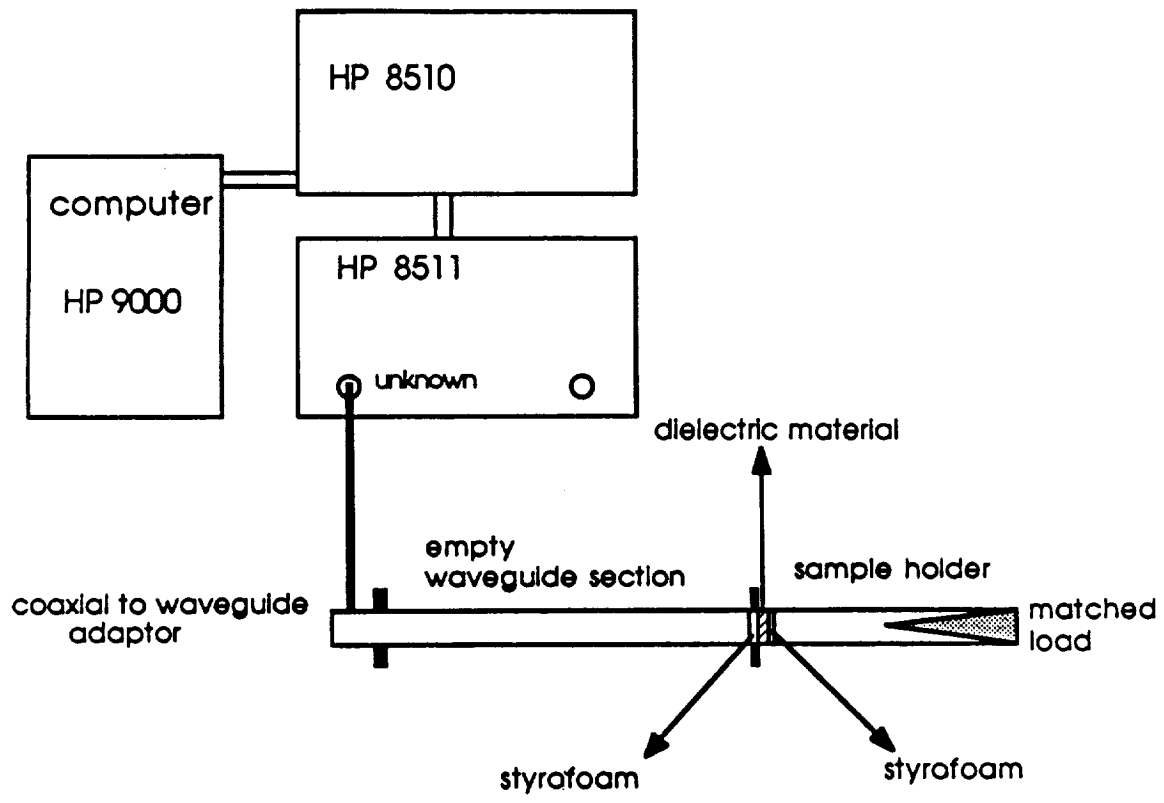 HP 8510
computer
HP 9000
HP 8511
unknown
dielectric material
empty
waveguide section
sample holder
coaxial to waveguide
adaptor
matched
load
styrofoam
styrofoam